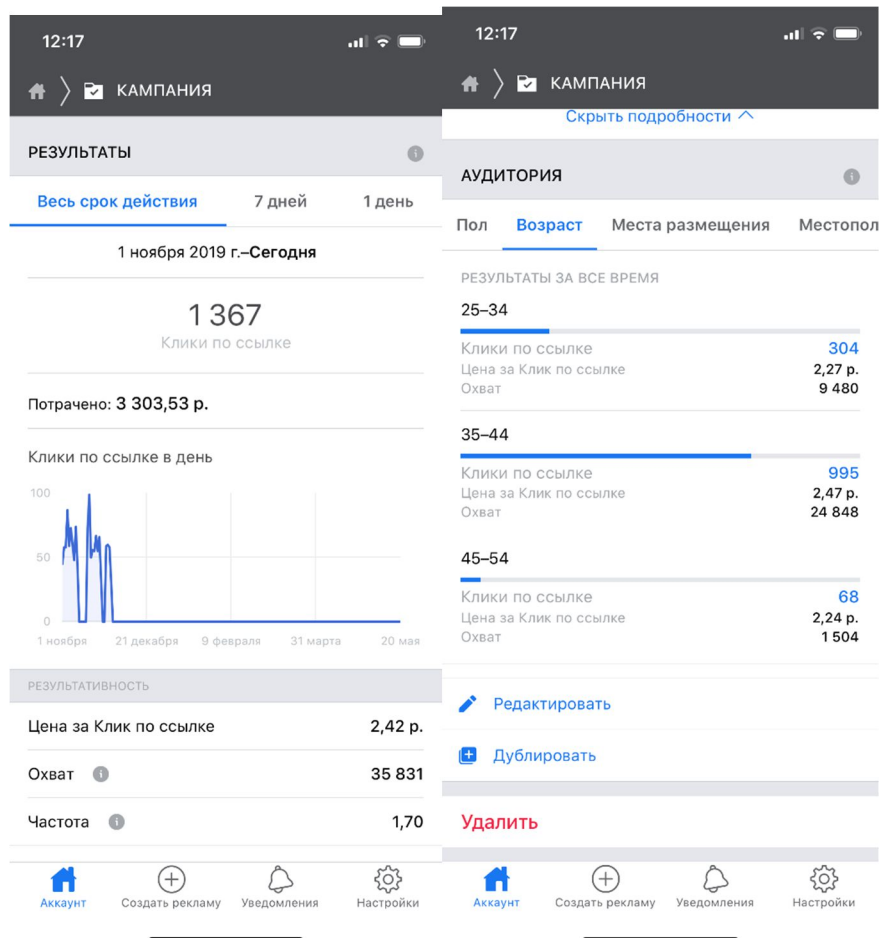 12:17
КАМПАНИЯ
РЕЗУЛЬТАТЫ
Весь срок действия 7 дней 1 день
1 ноября 2019 г.–Сегодня
1 367
Клики по ссылке
Потрачено: 3 303,53 р.
Клики по ссылке в день
100
50
0
1 ноября 21 декабря 9 февраля 31 марта 20 мая
РЕЗУЛЬТАТИВНОСТЬ
Цена за Клик по ссылке 2,42 р.
Охват 35 831
Частота 1,70
Аккаунт Создать рекламу Уведомления Настройки
12:17
КАМПАНИЯ
Скрыть подробности
АУДИТОРИЯ
Пол Возраст Места размещения Местопол
РЕЗУЛЬТАТЫ ЗА ВСЕ ВРЕМЯ
25–34
Клики по ссылке 304
Цена за Клик по ссылке 2,27 р.
Охват 9 480
35–44
Клики по ссылке 995
Цена за Клик по ссылке 2,47 р.
Охват 24 848
45–54
Клики по ссылке 68
Цена за Клик по ссылке 2,24 р.
Охват 1 504
Редактировать
Дублировать
Удалить
Аккаунт Создать рекламу Уведомления Настройки